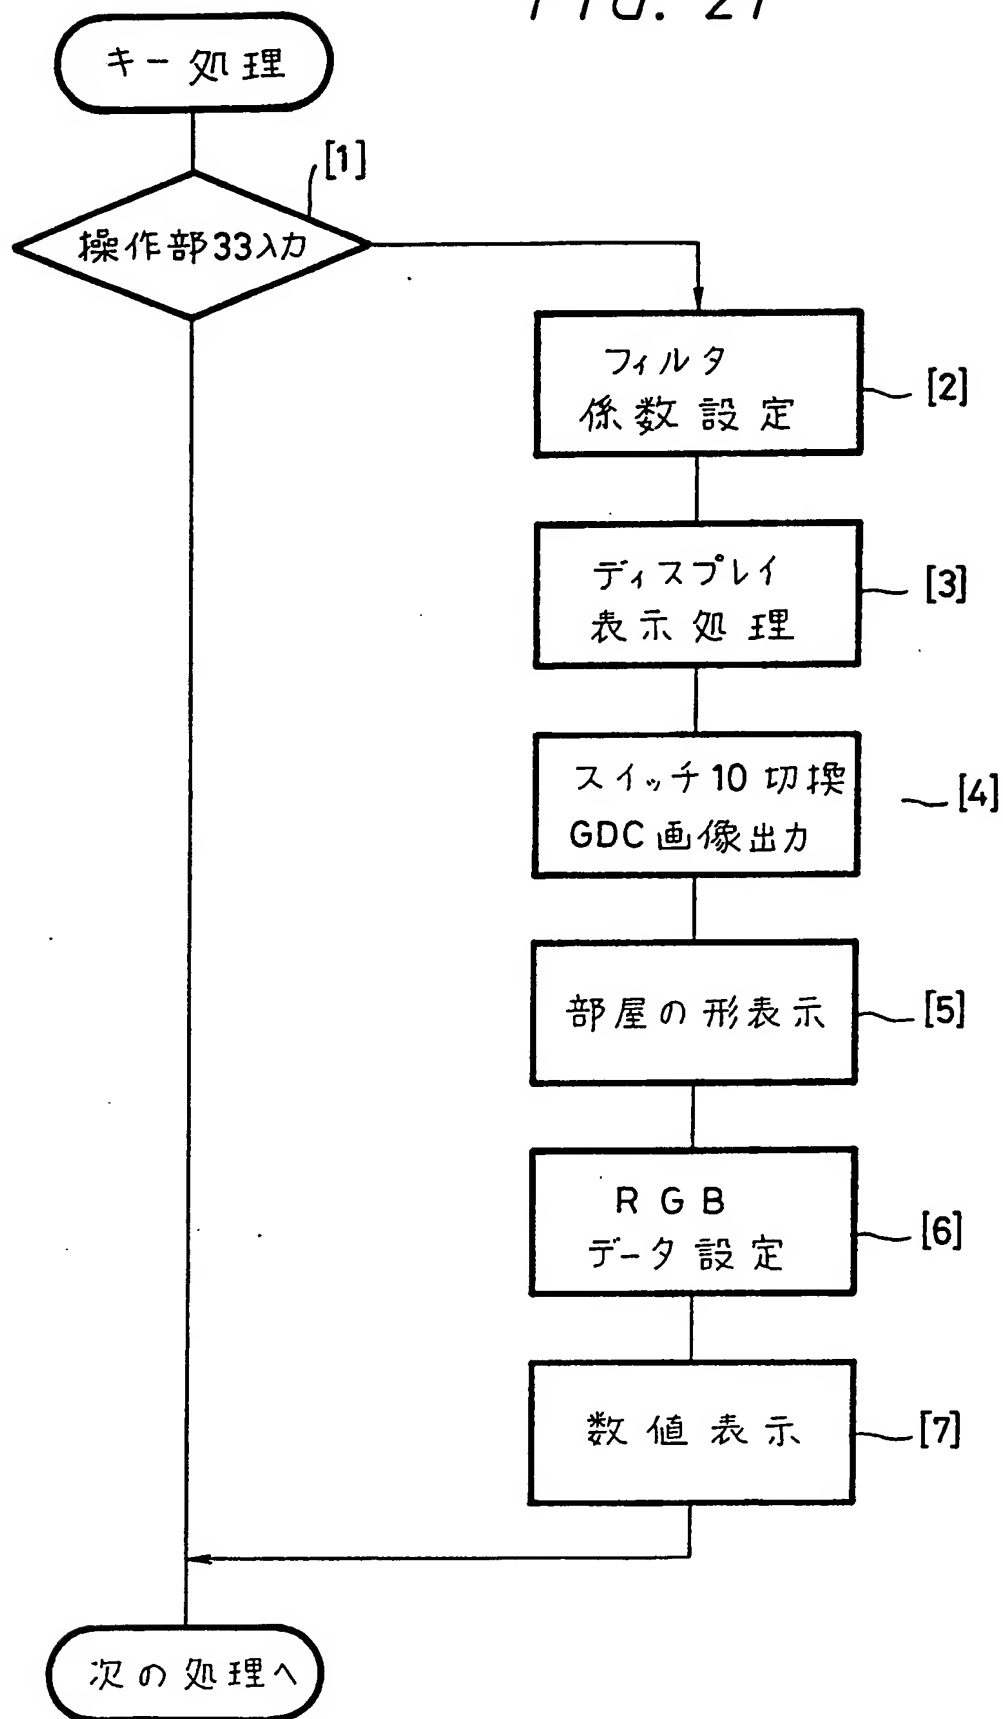 FIG. 21
キー処理
[1]
操作部33入力
フィルタ
係数設定
[2]
ディスプレイ
表示処理
[3]
スイッチ10切換
GDC画像出力
[4]
部屋の形表示
[5]
RGB
データ設定
[6]
数値表示
[7]
次の処理へ